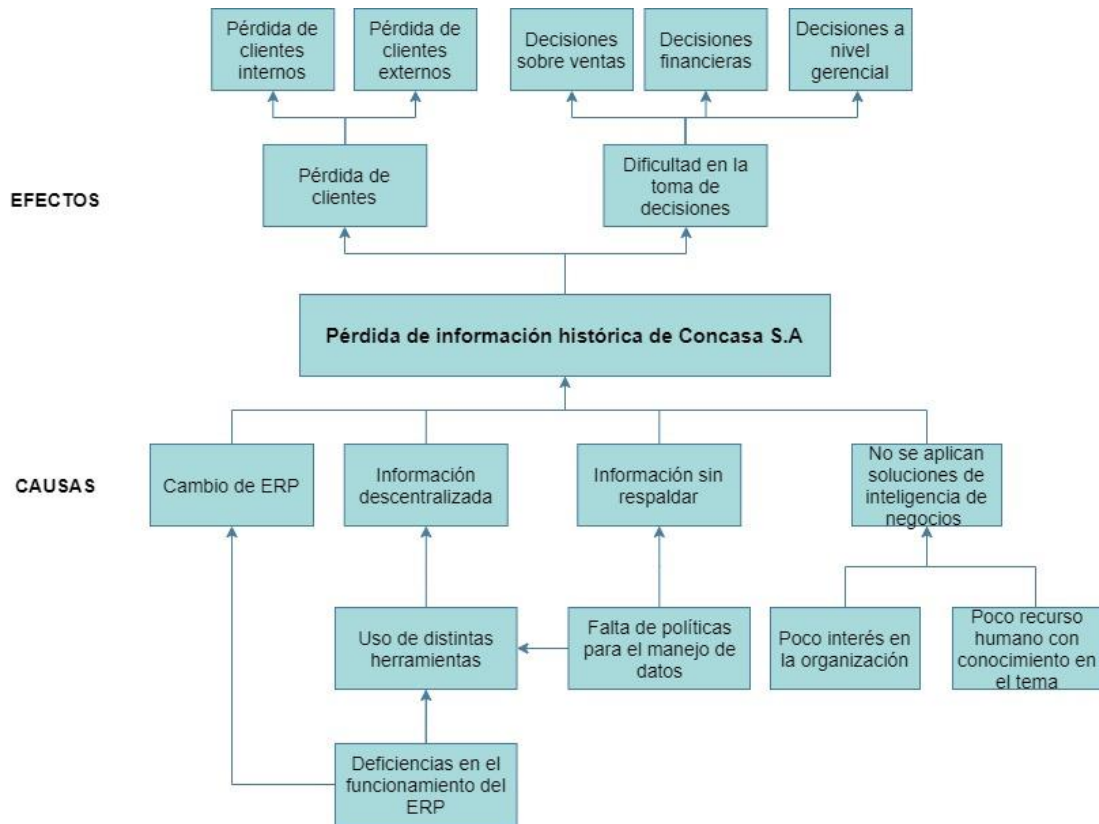 Pérdida de
clientes
internos
Pérdida de
clientes
externos
Decisiones
sobre ventas
Decisiones
financieras
Decisiones a
nivel
gerencial
EFECTOS
Pérdida de
clientes
Dificultad en la
toma de
decisiones
Pérdida de información histórica de Concasa S.A
CAUSAS
Cambio de ERP
Información
descentralizada
Información sin
respaldar
No se aplican
soluciones de
inteligencia de
negocios
Uso de distintas
herramientas
Falta de políticas
para el manejo de
datos
Poco interés en
la organización
Poco recurso
humano con
conocimiento en
el tema
Deficiencias en el
funcionamiento del
ERP